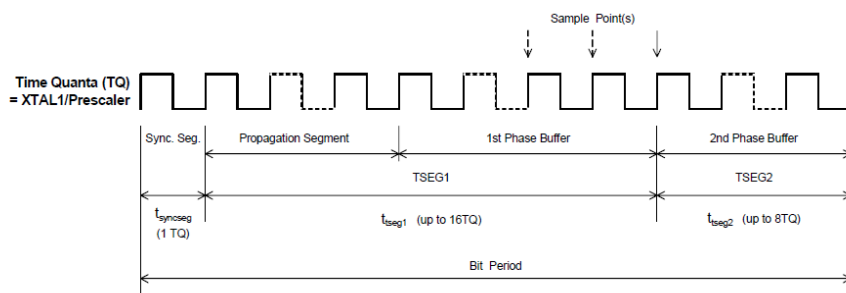 Sample Point(s)
Time Quanta (TQ)
= XTAL1/Prescaler
Sync. Seg.
Propagation Segment
1st Phase Buffer
2nd Phase Buffer
TSEG1
TSEG2
tsyncseg
(1 TQ)
ttseg1 (up to 16TQ)
ttseg2 (up to 8TQ)
Bit Period